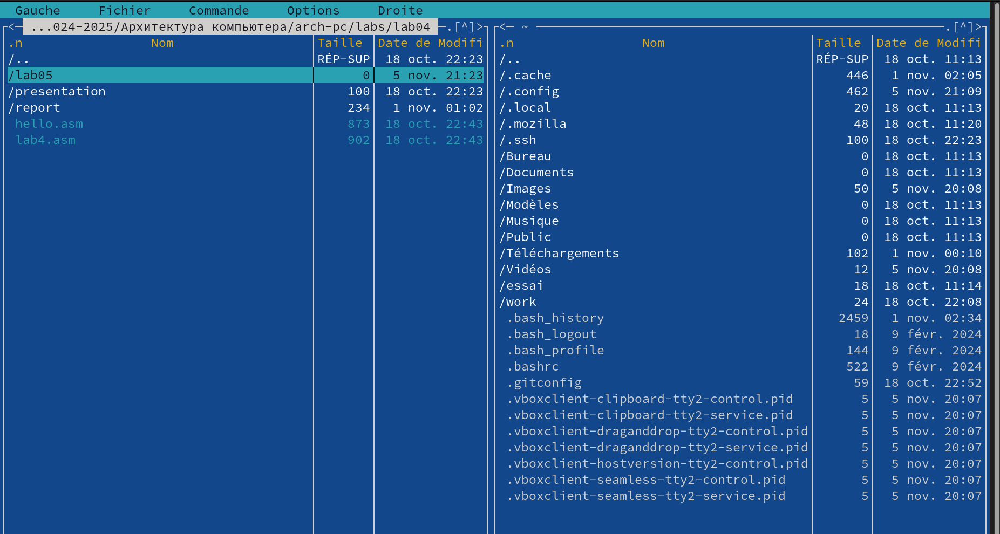 Gauche Fichier Commande Options Droite
<─ ...024-2025/Архитектура компьютера/arch-pc/labs/lab04 ─.[^]>
.n Nom Taille Date de Modifi
/.. RÉP-SUP 18 oct. 22:23
/lab05 0 5 nov. 21:23
/presentation 100 18 oct. 22:23
/report 234 1 nov. 01:02
hello.asm 873 18 oct. 22:43
lab4.asm 902 18 oct. 22:43
<─ ~ ─.[^]>
.n Nom Taille Date de Modifi
/.. RÉP-SUP 18 oct. 11:13
/.cache 446 1 nov. 02:05
/.config 462 5 nov. 21:09
/.local 20 18 oct. 11:13
/.mozilla 48 18 oct. 11:20
/.ssh 100 18 oct. 22:23
/Bureau 0 18 oct. 11:13
/Documents 0 18 oct. 11:13
/Images 50 5 nov. 20:08
/Modèles 0 18 oct. 11:13
/Musique 0 18 oct. 11:13
/Public 0 18 oct. 11:13
/Téléchargements 102 1 nov. 00:10
/Vidéos 12 5 nov. 20:08
/essai 18 18 oct. 11:14
/work 24 18 oct. 22:08
.bash_history 2459 1 nov. 02:34
.bash_logout 18 9 févr. 2024
.bash_profile 144 9 févr. 2024
.bashrc 522 9 févr. 2024
.gitconfig 59 18 oct. 22:52
.vboxclient-clipboard-tty2-control.pid 5 5 nov. 20:07
.vboxclient-clipboard-tty2-service.pid 5 5 nov. 20:07
.vboxclient-draganddrop-tty2-control.pid 5 5 nov. 20:07
.vboxclient-draganddrop-tty2-service.pid 5 5 nov. 20:07
.vboxclient-hostversion-tty2-control.pid 5 5 nov. 20:07
.vboxclient-seamless-tty2-control.pid 5 5 nov. 20:07
.vboxclient-seamless-tty2-service.pid 5 5 nov. 20:07